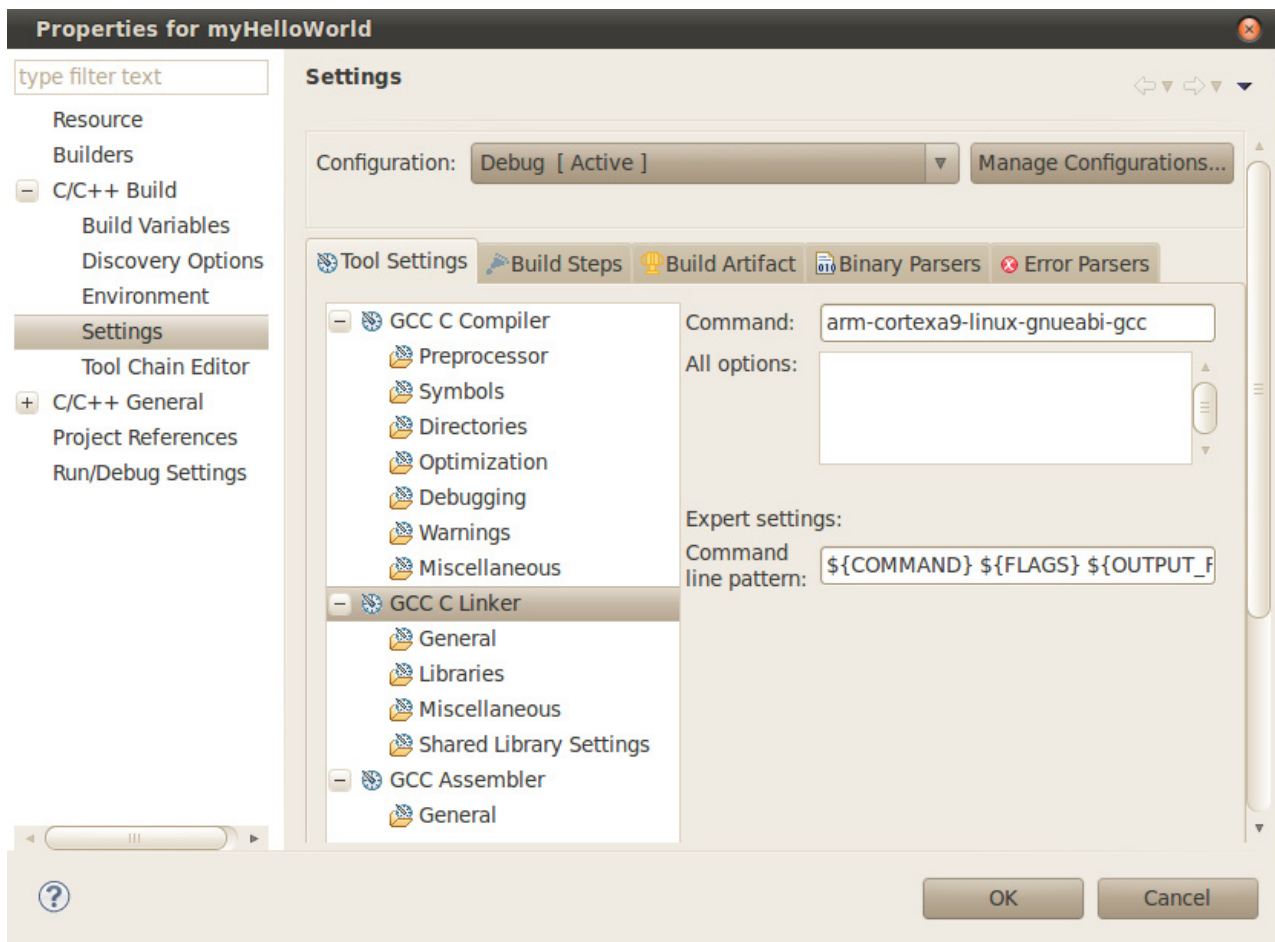 Properties for myHelloWorld
type filter text
Resource
Builders
C/C++ Build
Build Variables
Discovery Options
Environment
Settings
Tool Chain Editor
C/C++ General
Project References
Run/Debug Settings
Settings
Configuration: Debug [ Active ] Manage Configurations...
Tool Settings Build Steps Build Artifact Binary Parsers Error Parsers
GCC C Compiler
Preprocessor
Symbols
Directories
Optimization
Debugging
Warnings
Miscellaneous
GCC C Linker
General
Libraries
Miscellaneous
Shared Library Settings
GCC Assembler
General
Command: arm-cortexa9-linux-gnueabi-gcc
All options:
Expert settings:
Command
line pattern: ${COMMAND} ${FLAGS} ${OUTPUT_F
OK Cancel